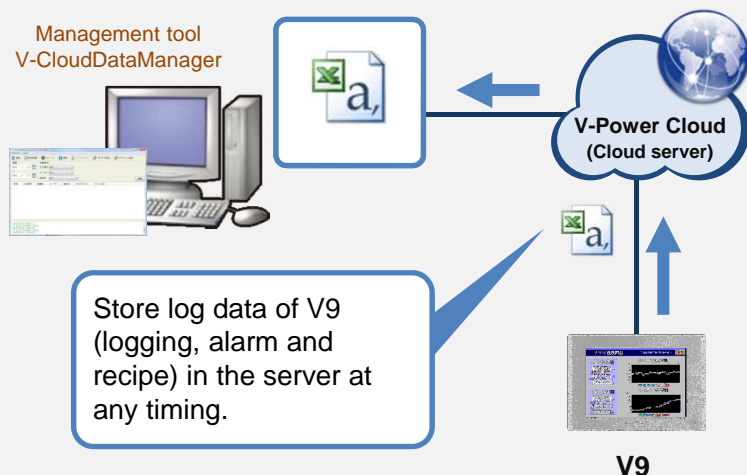 Management tool
V-CloudDataManager
a,
V-Power Cloud
(Cloud server)
a,
Store log data of V9
(logging, alarm and
recipe) in the server at
any timing.
V9